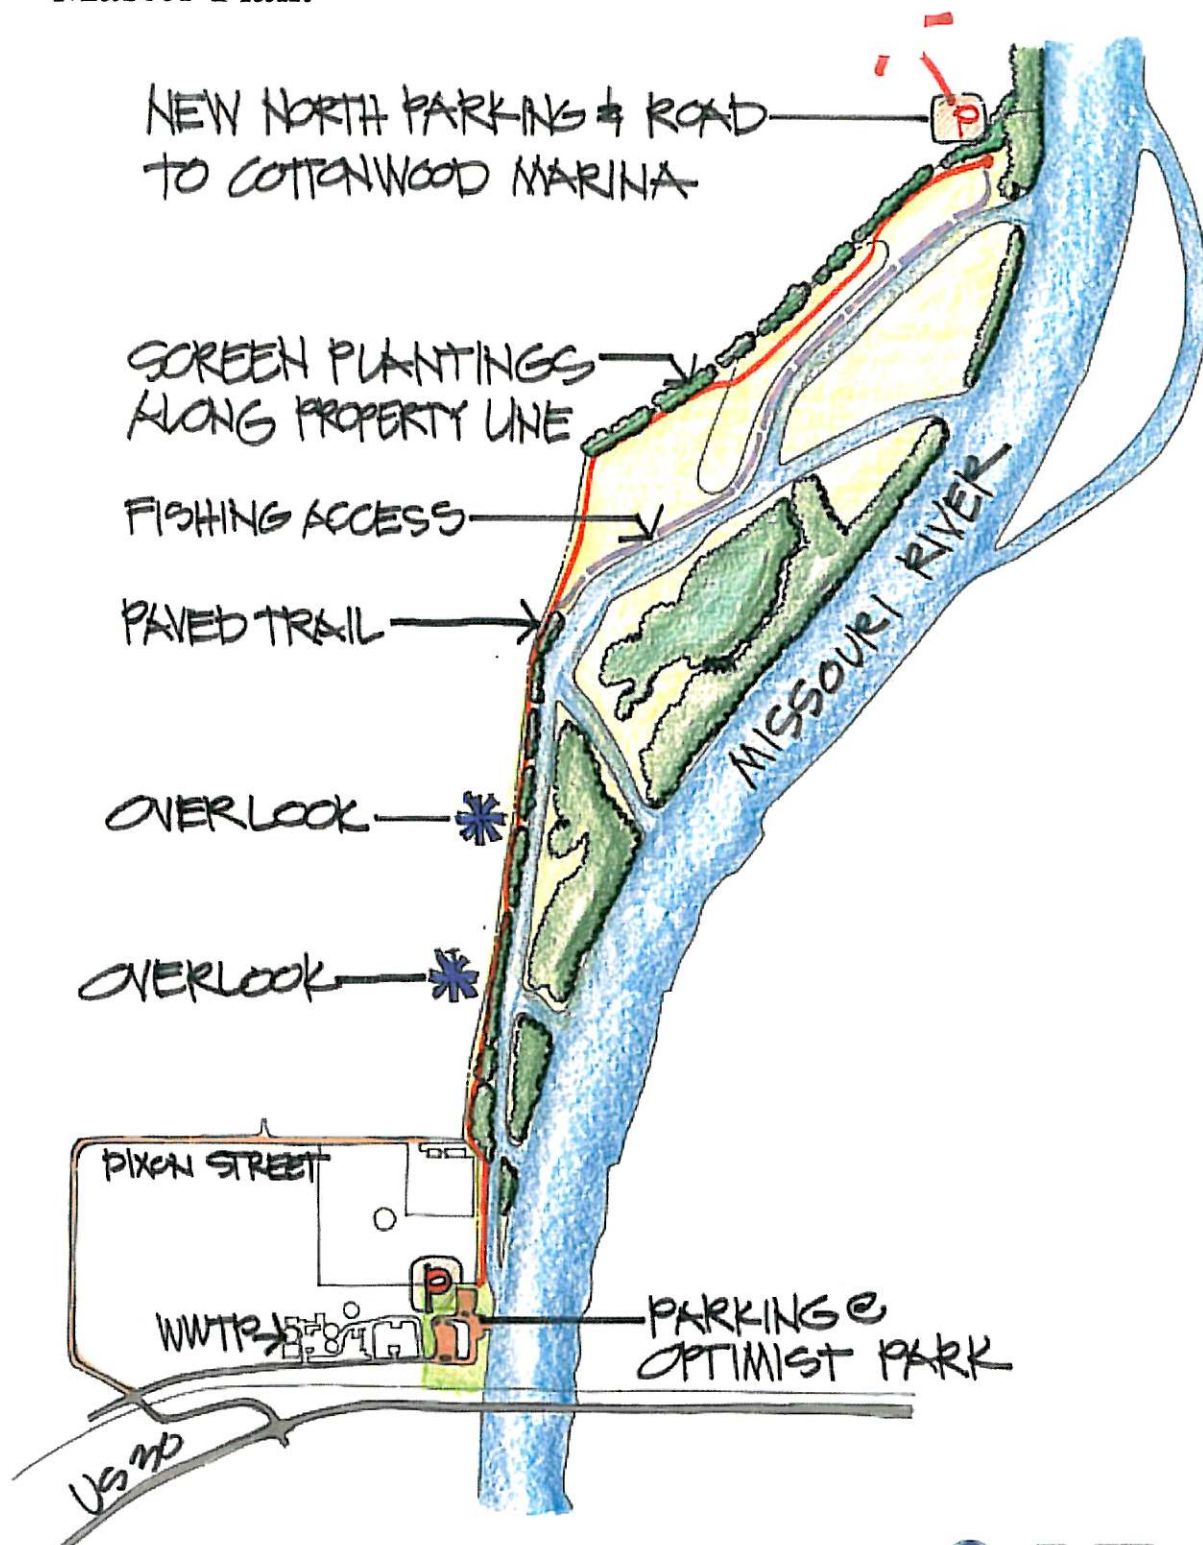 NEW NORTH PARKING & ROAD
TO COTTONWOOD MARINA
P
SCREEN PLANTINGS
ALONG PROPERTY LINE
FISHING ACCESS
PAVED TRAIL
MISSOURI RIVER
OVERLOOK
OVERLOOK
DIXON STREET
P
WWTP
PARKING @
OPTIMIST PARK
US 30